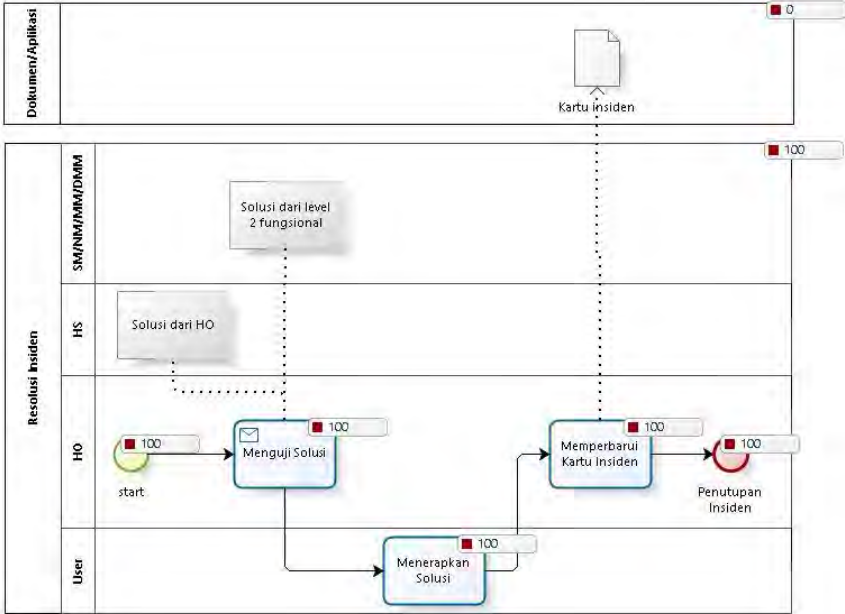 Dokumen/Aplikasi
0
Kartu insiden
Resolusi Insiden
100
SM/NM/MM/DMM
Solusi dari level
2 fungsional
HS
Solusi dari HO
HO
100
start
100
Menguji Solusi
100
Memperbarui
Kartu Insiden
100
Penutupan
Insiden
User
100
Menerapkan
Solusi